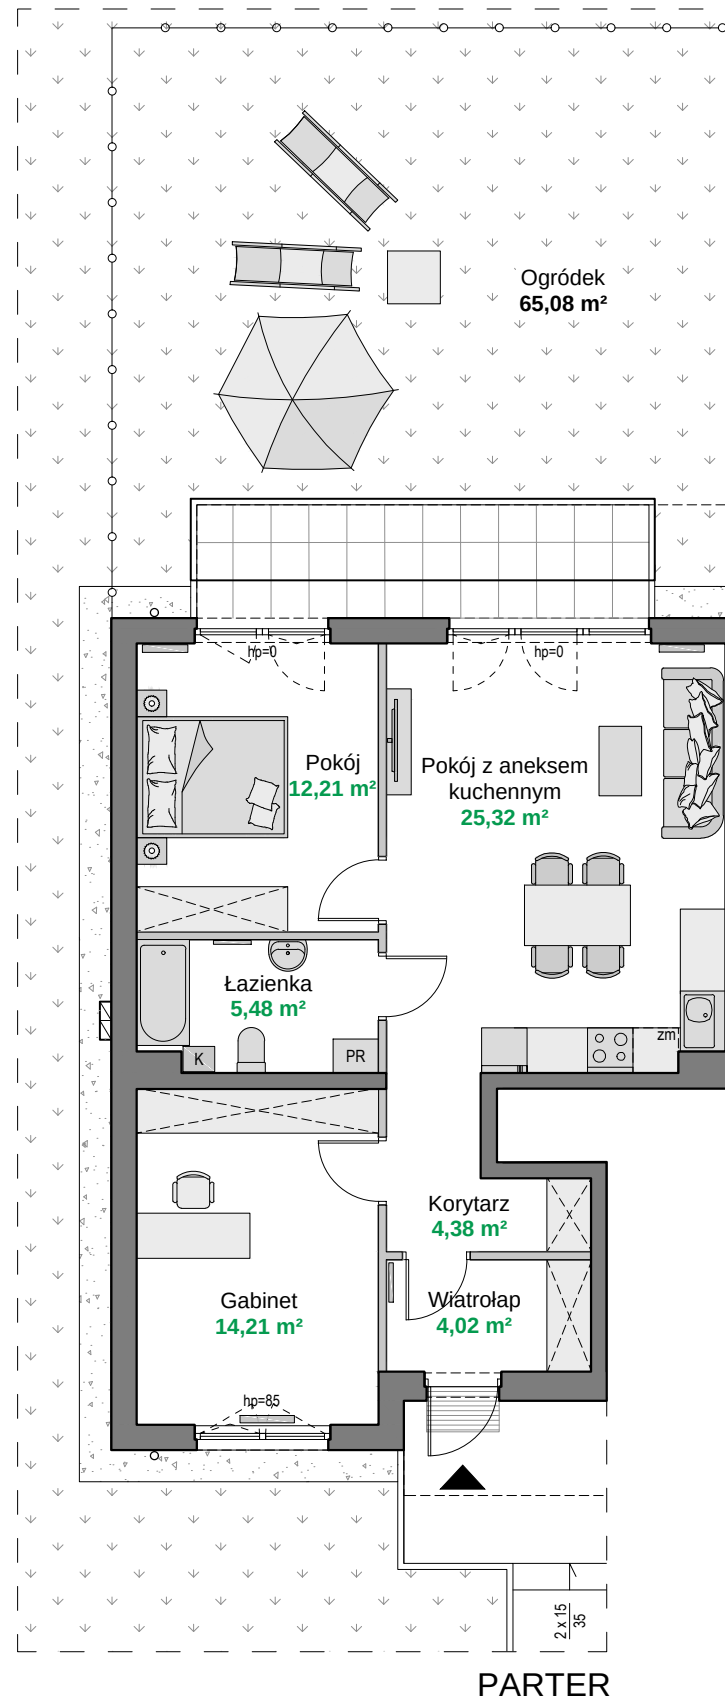 Ogródek
65,08 m²
hp=0
hp=0
Pokój
12,21 m²
Pokój z aneksem
kuchennym
25,32 m²
Łazienka
5,48 m²
zm
K
PR
Korytarz
4,38 m²
Gabinet
14,21 m²
Wiatrołap
4,02 m²
hp=85
2 x 15
35
PARTER